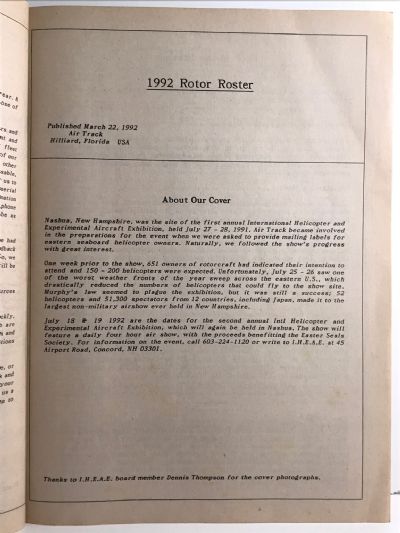 1992 Rotor Roster
Published March 22, 1992
Air Track
Hilliard, Florida USA
About Our Cover
Nashua, New Hampshire, was the site of the first annual International Helicopter and
Experimental Aircraft Exhibition, held July 27 - 28, 1991. Air Track became involved
in the preparations for the event when we were asked to provide mailing labels for
eastern seaboard helicopter owners. Naturally, we followed the show's progress
with great interest.
One week prior to the show, 651 owners of rotorcraft had indicated their intention to
attend and 150 - 200 helicopters were expected. Unfortunately, July 25 - 26 saw one
of the worst weather fronts of the year sweep across the eastern U.S., which
drastically reduced the numbers of helicopters that could fly to the show site.
Murphy's law seemed to plague the exhibition, but it was still a success; 52
helicopters and 51,300 spectators from 12 countries, including Japan, made it to the
largest non-military airshow ever held in New Hampshire.
July 18 & 19 1992 are the dates for the second annual Intl Helicopter and
Experimental Aircraft Exhibition, which will again be held in Nashua. The show will
feature a daily four hour air show, with the proceeds benefiting the Easter Seals
Society. For information on the event, call 603-224-1120 or write to I.H.E.A.E. at 45
Airport Road, Concord, NH 03301.
Thanks to I.H.E.A.E. board member Dennis Thompson for the cover photographs.